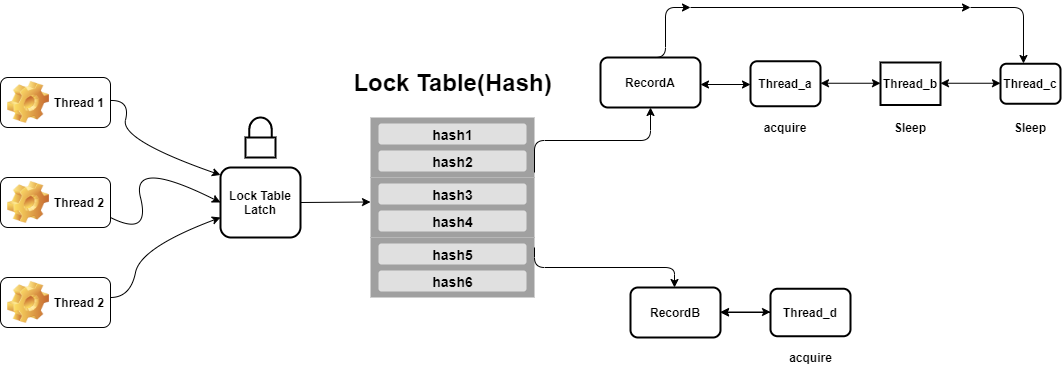 Thread 1
Thread 2
Thread 2
Lock Table
Latch
Lock Table(Hash)
hash1
hash2
hash3
hash4
hash5
hash6
RecordA
Thread_a
Thread_b
Thread_c
acquire
Sleep
Sleep
RecordB
Thread_d
acquire